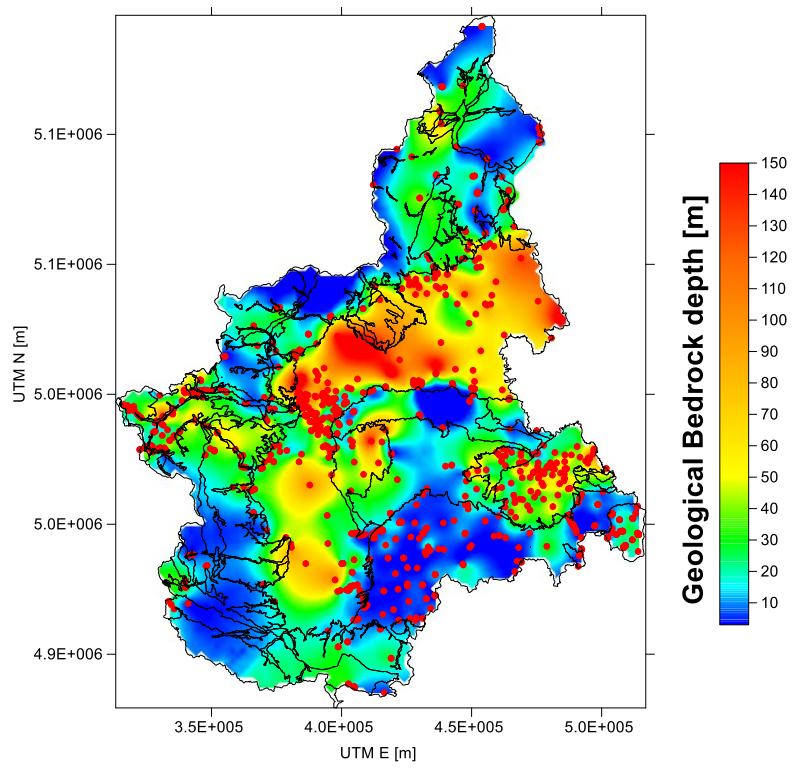 5.1E+006
5.1E+006
5.0E+006
5.0E+006
4.9E+006
UTM N [m]
3.5E+005
4.0E+005
4.5E+005
5.0E+005
UTM E [m]
Geological Bedrock depth [m]
150
140
130
120
110
100
90
80
70
60
50
40
30
20
10